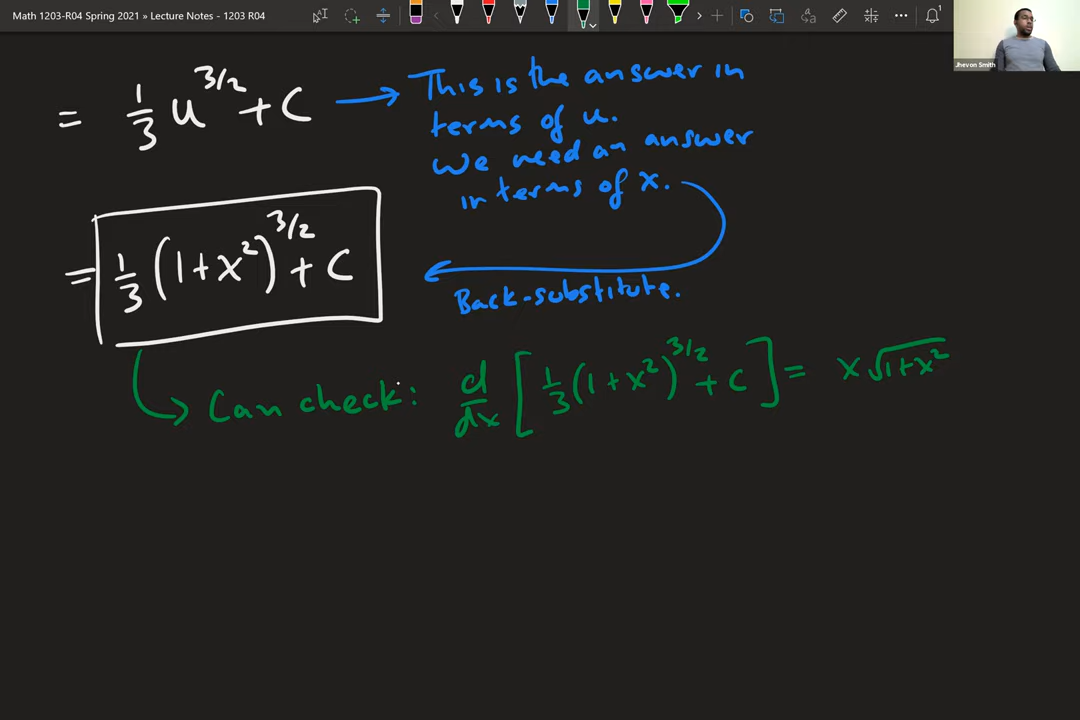 Math 1203-R04 Spring 2021 » Lecture Notes - 1203 R04
Jhevon Smith
= 1/3 u^3/2 + C → This is the answer in
terms of u.
We need an answer
in terms of x.
= 1/3 (1+x^2)^3/2 + C
Back-substitute.
↳ Can check: d/dx [1/3 (1+x^2)^3/2 + C] = x √1+x^2